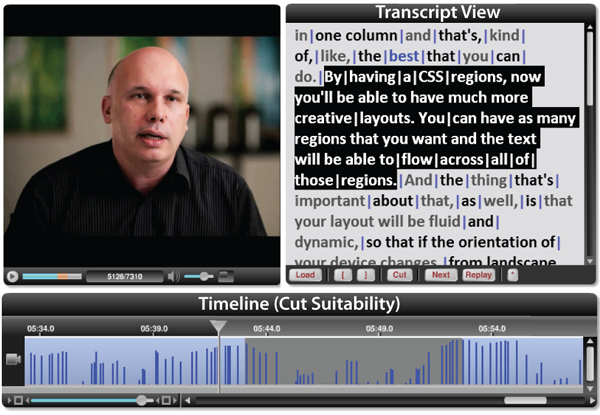 Transcript View
in|one column|and|that's,|kind|
of,|like,|the|best|that|you|can|
do.|By|having|a|CSS|regions, now
you'll be able to have much more
creative|layouts. You|can have as many
regions that you want and the text
will be able to|flow|across|all|of|
those|regions.|And|the|thing|that's|
important|about|that,|as|well,|is|that
your layout will be fluid|and|
dynamic,|so that if the orientation of
your device changes |from landscape
5128/7310
Load [ ] Cut Next Replay *
Timeline (Cut Suitability)
05:34.0 05:39.0 05:44.0 05:49.0 05:54.0